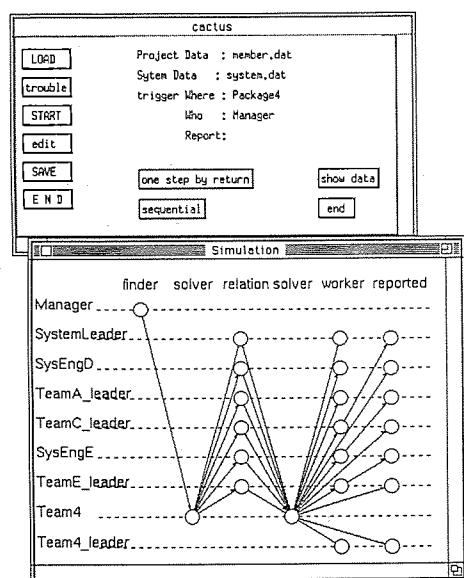 cactus
LOAD
trouble
START
edit
SAVE
E N D
Project Data : member.dat
Sytem Data : system.dat
trigger Where : Package4
Who : Manager
Report:
one step by return
show data
sequential
end
Simulation
finder solver relation solver worker reported
Manager
SystemLeader
SysEngD
TeamA_leader
TeamC_leader
SysEngE
TeamE_leader
Team4
Team4_leader